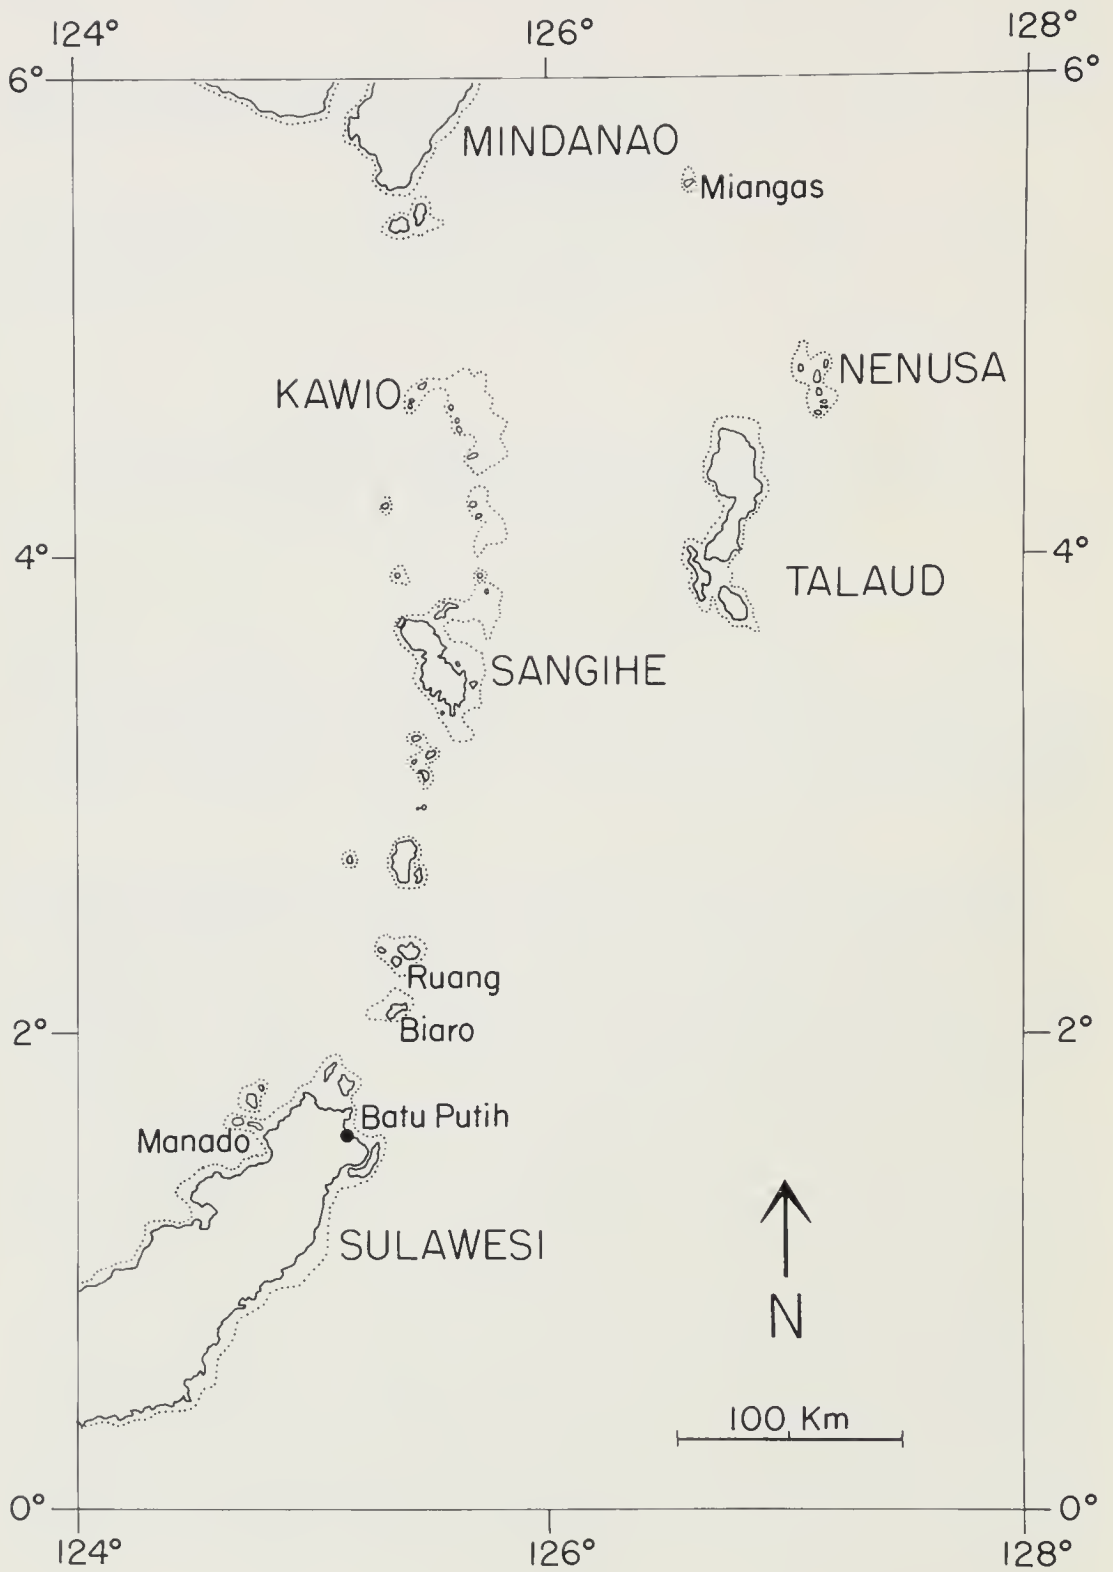 124° 126° 128°
6° 6°
MINDANAO
Miangas
NENUSA
KAWIO
4° 4°
TALAUD
SANGIHE
Ruang
Biaro
2° 2°
Batu Putih
Manado
SULAWESI
N
100 Km
0° 0°
124° 126° 128°